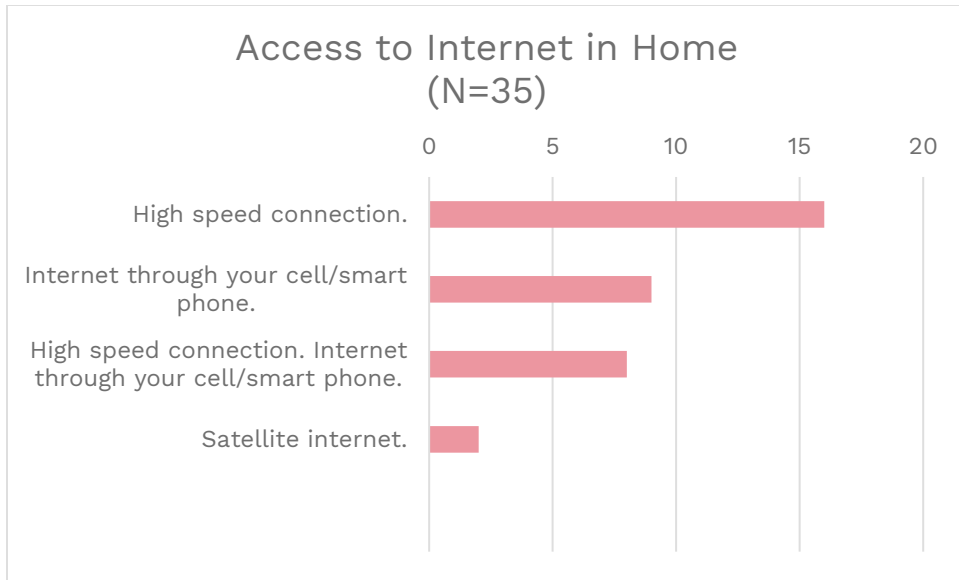 Access to Internet in Home
(N=35)
0 5 10 15 20
High speed connection.
Internet through your cell/smart
phone.
High speed connection. Internet
through your cell/smart phone.
Satellite internet.